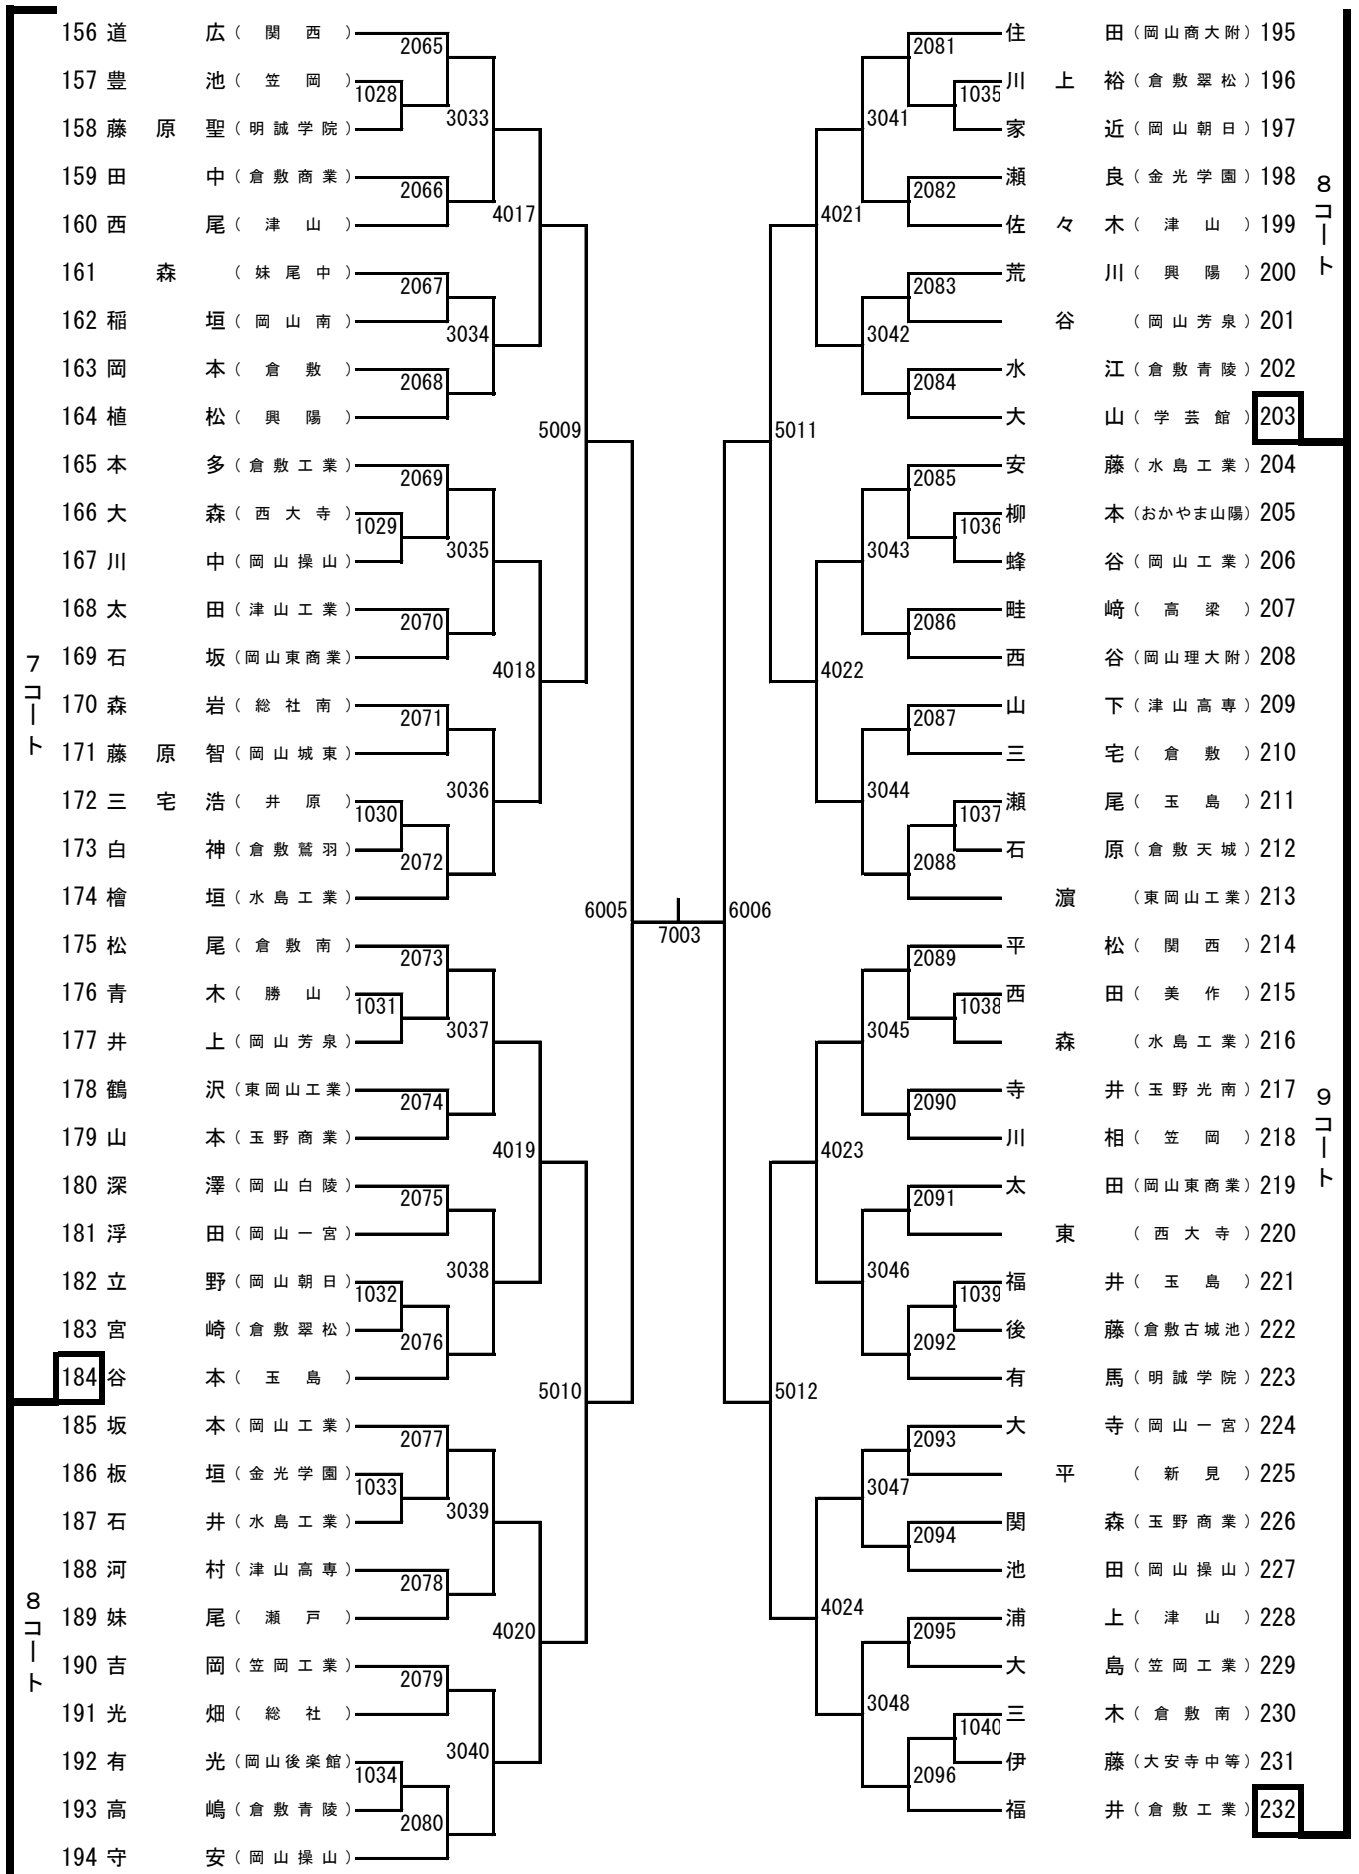 156 道 広 ( 関 西 )
157 豊 池 ( 笠 岡 )
158 藤 原 聖 ( 明 誠 学 院 )
159 田 中 ( 倉 敷 商 業 )
160 西 尾 ( 津 山 )
161 森 ( 妹 尾 中 )
162 稲 垣 ( 岡 山 南 )
163 岡 本 ( 倉 敷 )
164 植 松 ( 興 陽 )
165 本 多 ( 倉 敷 工 業 )
166 大 森 ( 西 大 寺 )
167 川 中 ( 岡 山 操 山 )
168 太 田 ( 津 山 工 業 )
169 石 坂 ( 岡 山 東 商 業 )
170 森 岩 ( 総 社 南 )
171 藤 原 智 ( 岡 山 城 東 )
172 三 宅 浩 ( 井 原 )
173 白 神 ( 倉 敷 鷲 羽 )
174 檜 垣 ( 水 島 工 業 )
175 松 尾 ( 倉 敷 南 )
176 青 木 ( 勝 山 )
177 井 上 ( 岡 山 芳 泉 )
178 鶴 沢 ( 東 岡 山 工 業 )
179 山 本 ( 玉 野 商 業 )
180 深 澤 ( 岡 山 白 陵 )
181 浮 田 ( 岡 山 一 宮 )
182 立 野 ( 岡 山 朝 日 )
183 宮 崎 ( 倉 敷 翠 松 )
184 谷 本 ( 玉 島 )
185 坂 本 ( 岡 山 工 業 )
186 板 垣 ( 金 光 学 園 )
187 石 井 ( 水 島 工 業 )
188 河 村 ( 津 山 高 専 )
189 妹 尾 ( 瀬 戸 )
190 吉 岡 ( 笠 岡 工 業 )
191 光 畑 ( 総 社 )
192 有 光 ( 岡 山 後 楽 館 )
193 高 嶋 ( 倉 敷 青 陵 )
194 守 安 ( 岡 山 操 山 )
7コート
8コート
1028
1029
1030
1031
1032
1033
1034
2065
2066
2067
2068
2069
2070
2071
2072
2073
2074
2075
2076
2077
2078
2079
2080
3033
3034
3035
3036
3037
3038
3039
3040
4017
4018
4019
4020
5009
5010
6005
7003
6006
5011
5012
4021
4022
4023
4024
3041
3042
3043
3044
3045
3046
3047
3048
2081
2082
2083
2084
2085
2086
2087
2088
2089
2090
2091
2092
2093
2094
2095
2096
1035
1036
1037
1038
1039
1040
住 田 ( 岡 山 商 大 附 ) 195
川 上 裕 ( 倉 敷 翠 松 ) 196
家 近 ( 岡 山 朝 日 ) 197
瀬 良 ( 金 光 学 園 ) 198
佐 々 木 ( 津 山 ) 199
荒 川 ( 興 陽 ) 200
谷 ( 岡 山 芳 泉 ) 201
水 江 ( 倉 敷 青 陵 ) 202
大 山 ( 学 芸 館 ) 203
安 藤 ( 水 島 工 業 ) 204
柳 本 (おかやま山陽) 205
蜂 谷 ( 岡 山 工 業 ) 206
畦 﨑 ( 高 梁 ) 207
西 谷 ( 岡 山 理 大 附 ) 208
山 下 ( 津 山 高 専 ) 209
三 宅 ( 倉 敷 ) 210
瀬 尾 ( 玉 島 ) 211
石 原 ( 倉 敷 天 城 ) 212
濵 ( 東 岡 山 工 業 ) 213
平 松 ( 関 西 ) 214
西 田 ( 美 作 ) 215
森 ( 水 島 工 業 ) 216
寺 井 ( 玉 野 光 南 ) 217
川 相 ( 笠 岡 ) 218
太 田 ( 岡 山 東 商 業 ) 219
東 ( 西 大 寺 ) 220
福 井 ( 玉 島 ) 221
後 藤 ( 倉 敷 古 城 池 ) 222
有 馬 ( 明 誠 学 院 ) 223
大 寺 ( 岡 山 一 宮 ) 224
平 ( 新 見 ) 225
関 森 ( 玉 野 商 業 ) 226
池 田 ( 岡 山 操 山 ) 227
浦 上 ( 津 山 ) 228
大 島 ( 笠 岡 工 業 ) 229
三 木 ( 倉 敷 南 ) 230
伊 藤 ( 大 安 寺 中 等 ) 231
福 井 ( 倉 敷 工 業 ) 232
8コート
9コート